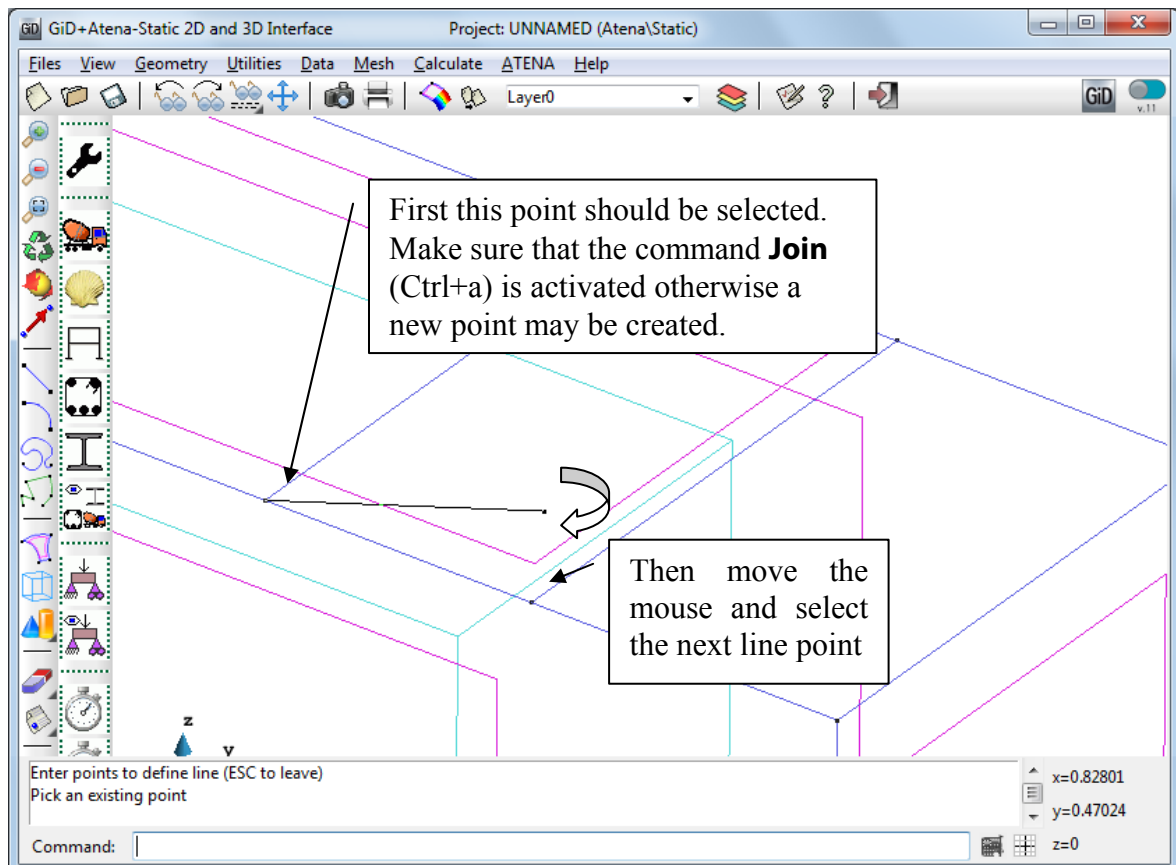 GiD GiD+Atena-Static 2D and 3D Interface Project: UNNAMED (Atena\Static)
Files View Geometry Utilities Data Mesh Calculate ATENA Help
Layer0 GiD
v.11
First this point should be selected.
Make sure that the command Join
(Ctrl+a) is activated otherwise a
new point may be created.
Then move the
mouse and select
the next line point
z
y
Enter points to define line (ESC to leave)
Pick an existing point
x=0.82801
y=0.47024
Command: z=0